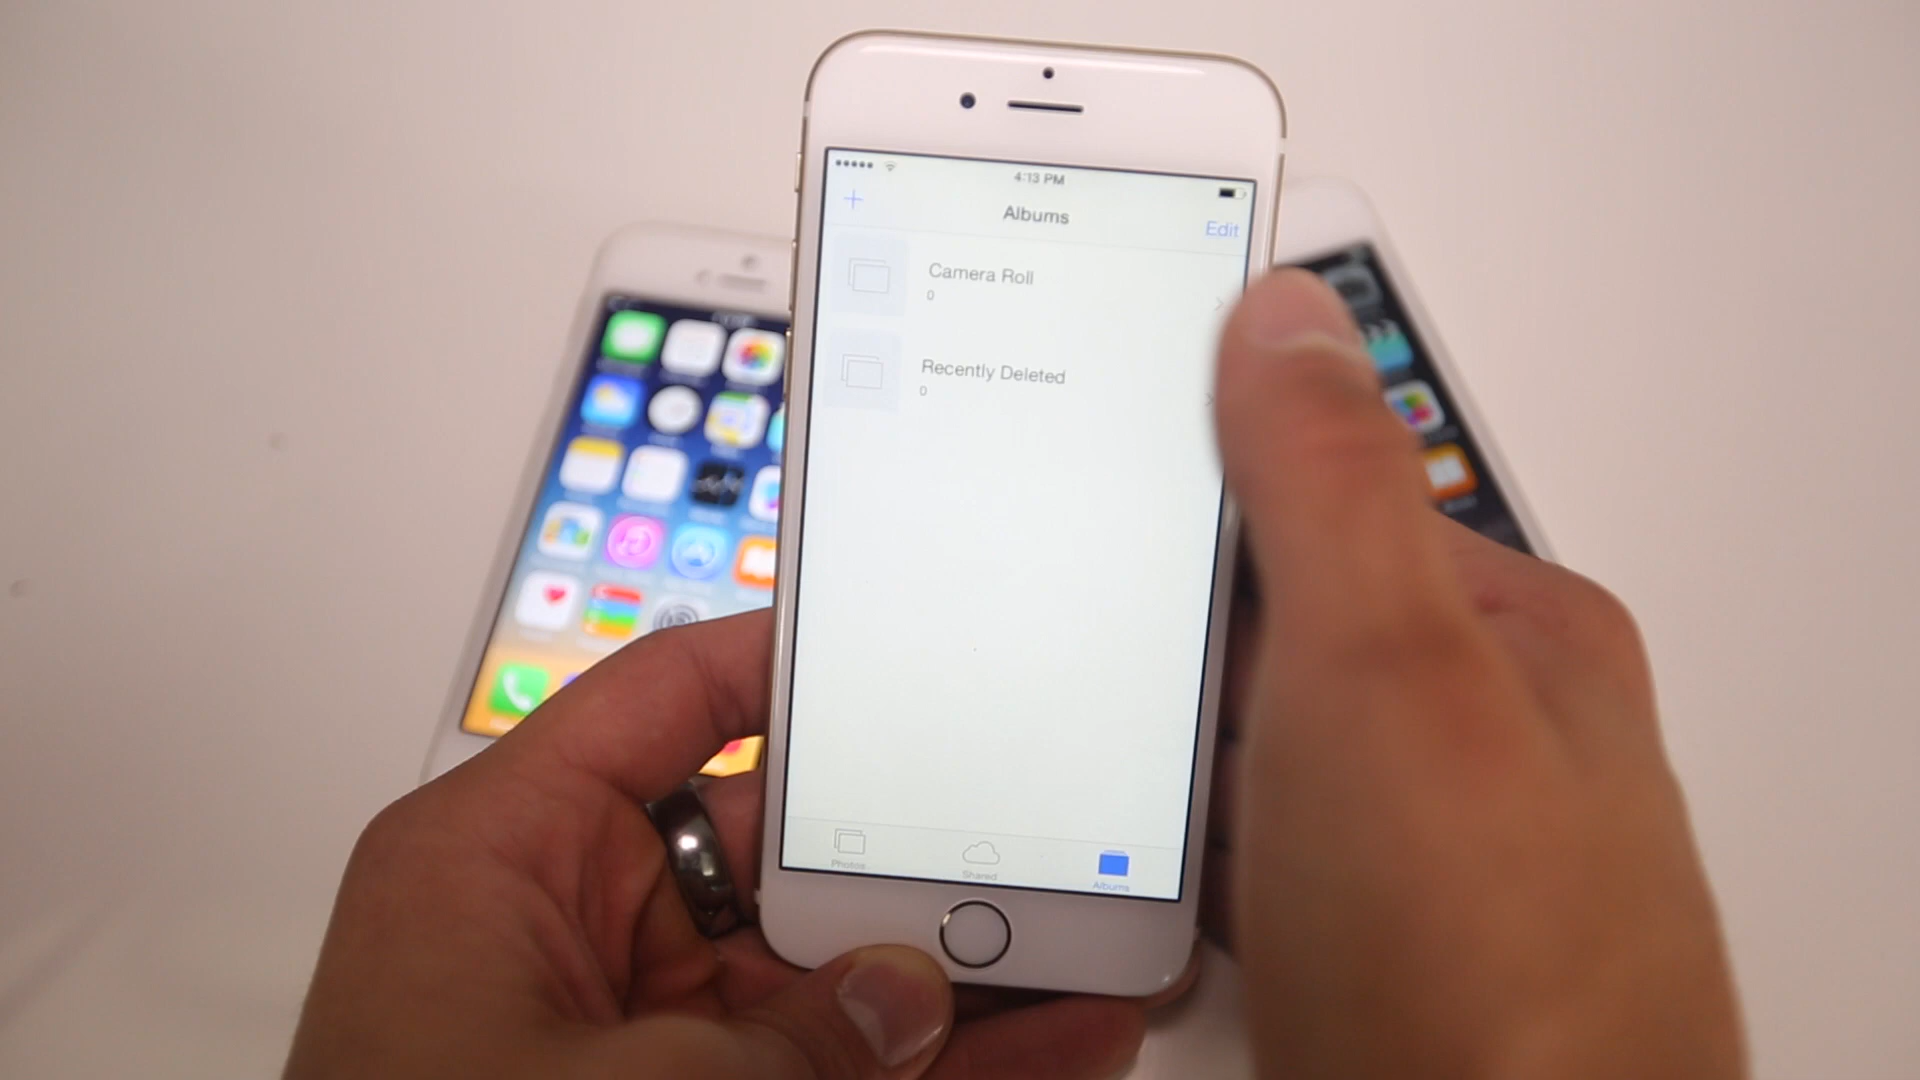 4:13 PM
+
Albums
Edit
Camera Roll
0
Recently Deleted
0
Photos
Shared
Albums